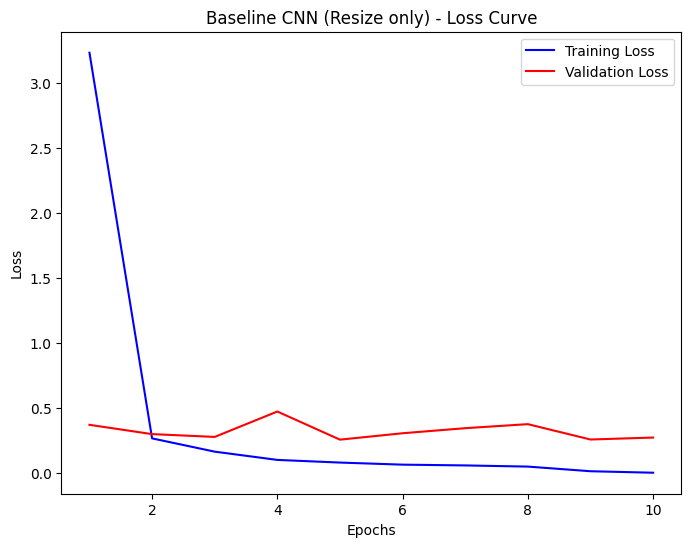 Baseline CNN (Resize only) - Loss Curve
Training Loss
Validation Loss
3.0
2.5
2.0
1.5
1.0
0.5
0.0
Loss
2
4
6
8
10
Epochs